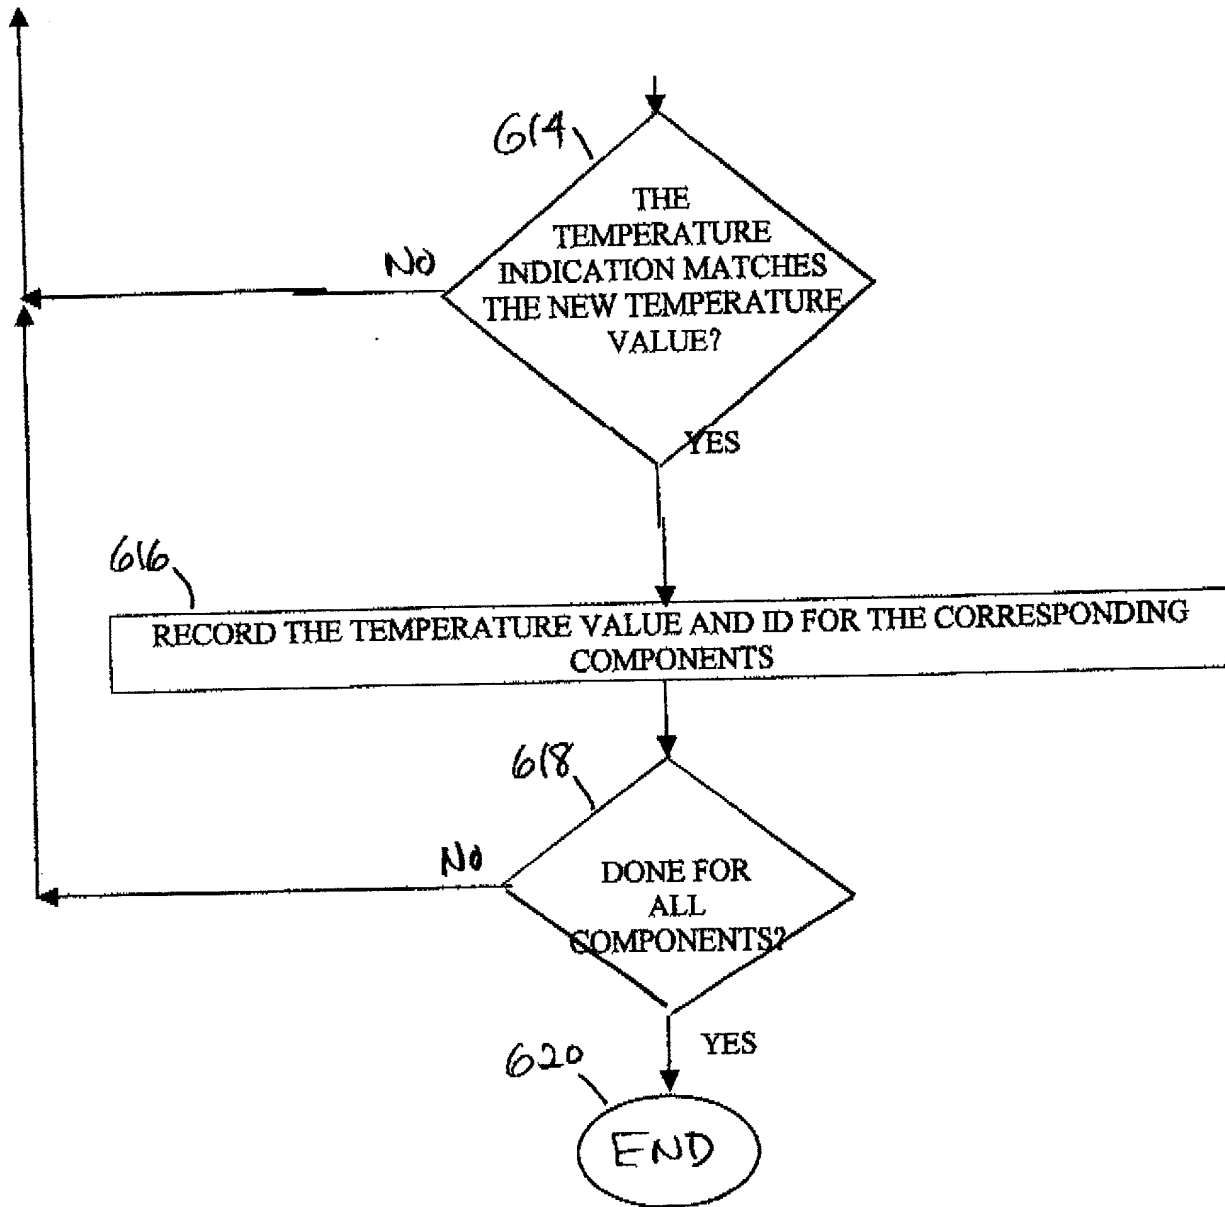 614
THE
TEMPERATURE
INDICATION MATCHES
THE NEW TEMPERATURE
VALUE?
NO
YES
616
RECORD THE TEMPERATURE VALUE AND ID FOR THE CORRESPONDING
COMPONENTS
618
NO
DONE FOR
ALL
COMPONENTS?
YES
620
END